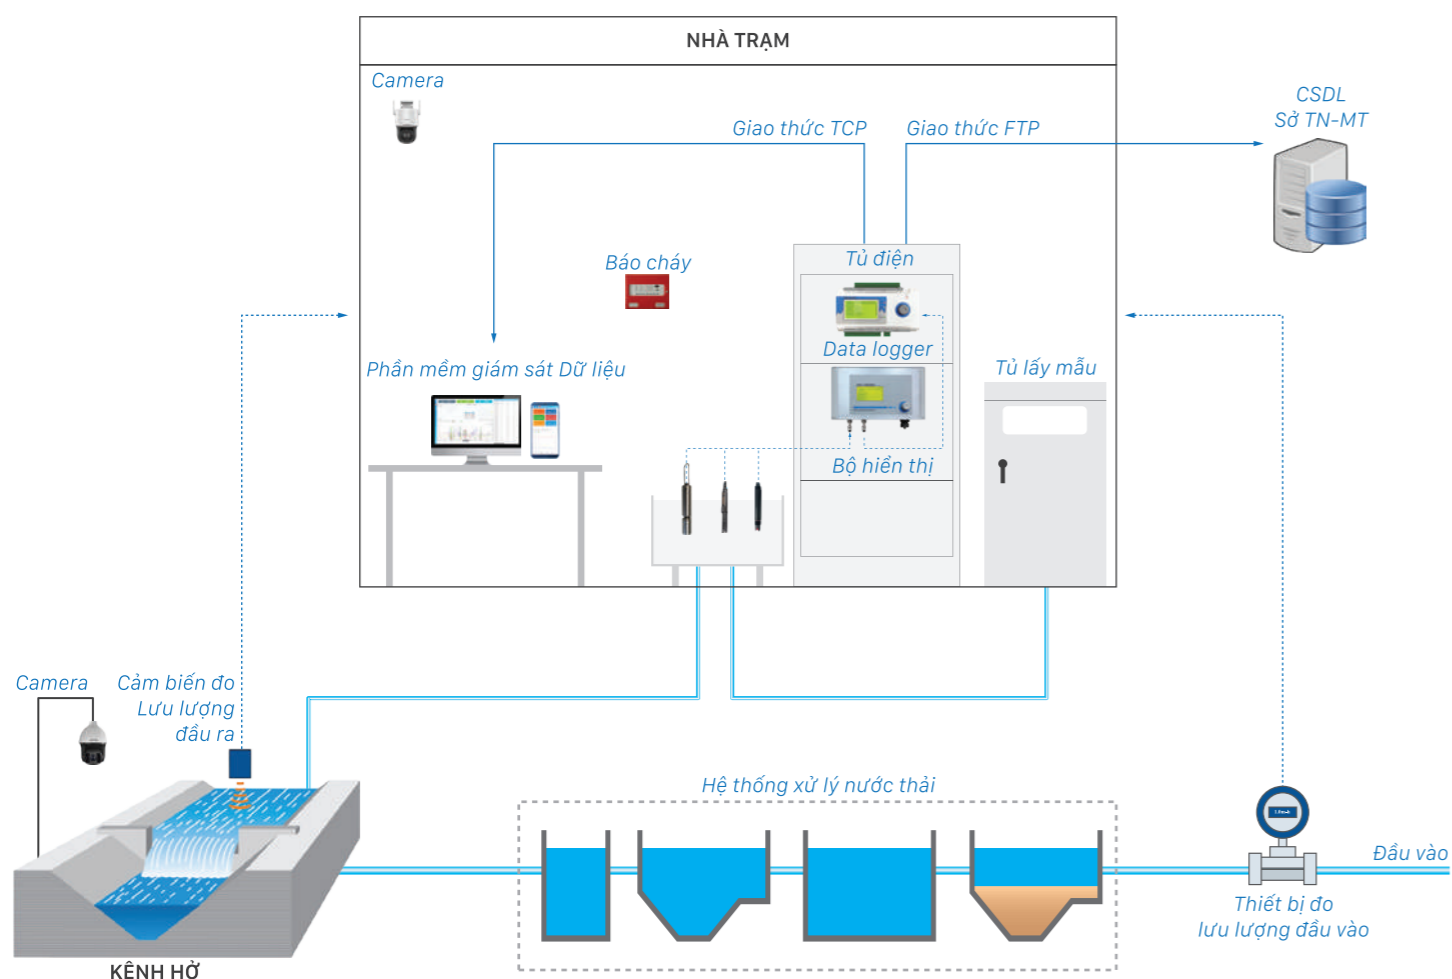 NHÀ TRẠM
Camera
CSDL
Sở TN-MT
Giao thức TCP
Giao thức FTP
Tủ điện
Báo cháy
Data logger
Phần mềm giám sát Dữ liệu
Tủ lấy mẫu
Bộ hiển thị
Camera
Cảm biến đo
Lưu lượng
đầu ra
Hệ thống xử lý nước thải
Đầu vào
Thiết bị đo
lưu lượng đầu vào
KÊNH HỞ